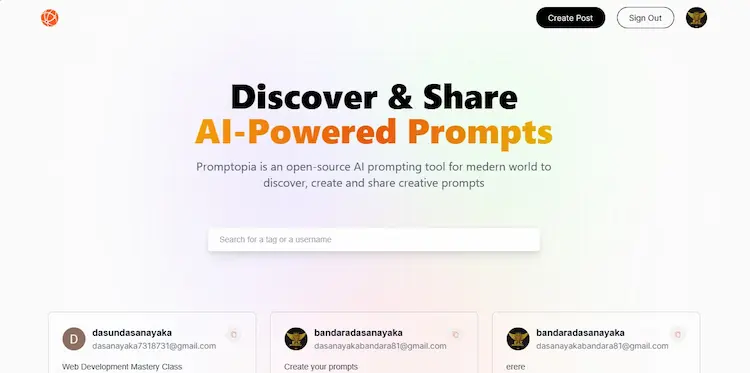 Create Post
Sign Out
Discover & Share
AI-Powered Prompts
Promptopia is an open-source AI prompting tool for medern world to
discover, create and share creative prompts
Search for a tag or a username
D
dasundasanayaka
dasanayaka7318731@gmail.com
Web Development Mastery Class
bandaradasanayaka
dasanayakabandara81@gmail.com
Create your prompts
bandaradasanayaka
dasanayakabandara81@gmail.com
erere